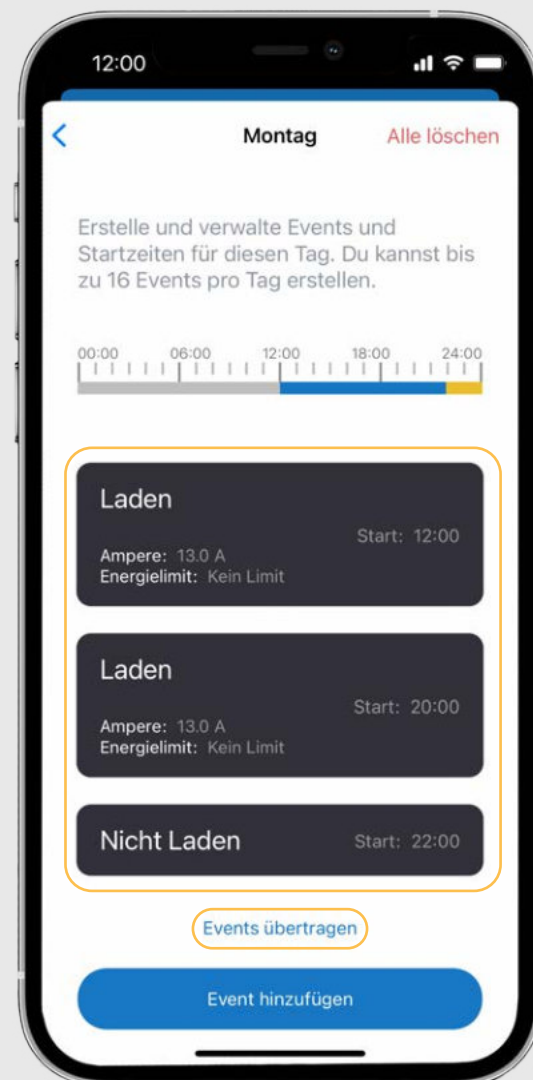 12:00
Montag
Alle löschen
Erstelle und verwalte Events und
Startzeiten für diesen Tag. Du kannst bis
zu 16 Events pro Tag erstellen.
00:00 06:00 12:00 18:00 24:00
Laden
Start: 12:00
Ampere: 13.0 A
Energielimit: Kein Limit
Laden
Start: 20:00
Ampere: 13.0 A
Energielimit: Kein Limit
Nicht Laden Start: 22:00
Events übertragen
Event hinzufügen